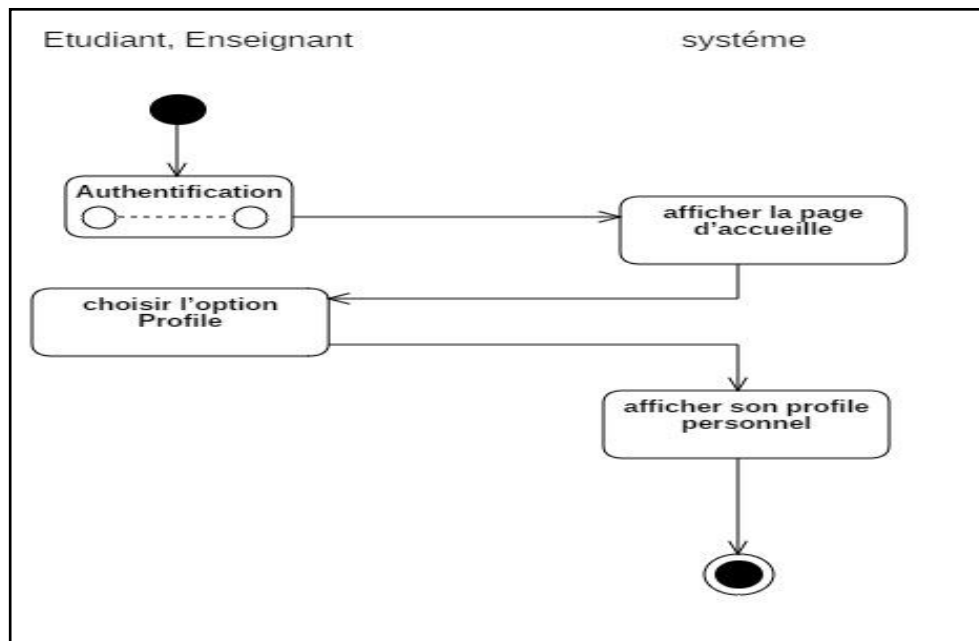 Etudiant, Enseignant
systéme
Authentification
afficher la page
d'accueille
choisir l'option
Profile
afficher son profile
personnel